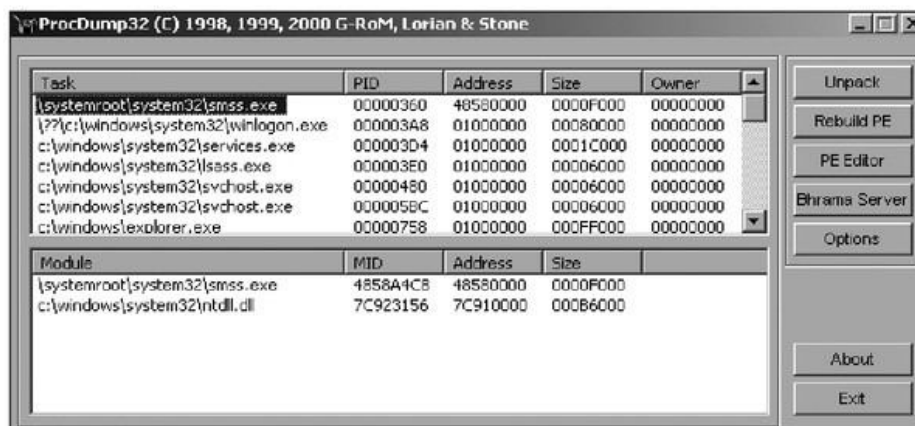 ProcDump32 (C) 1998, 1999, 2000 G-RoM, Lorian & Stone
Task PID Address Size Owner
\systemroot\system32\smss.exe 00000360 48580000 0000F000 00000000
\??\c:\windows\system32\winlogon.exe 000003A8 01000000 00080000 00000000
c:\windows\system32\services.exe 000003D4 01000000 0001C000 00000000
c:\windows\system32\lsass.exe 000003E0 01000000 00006000 00000000
c:\windows\system32\svchost.exe 00000480 01000000 00006000 00000000
c:\windows\system32\svchost.exe 000005BC 01000000 00006000 00000000
c:\windows\explorer.exe 00000758 01000000 000FF000 00000000
Module MID Address Size
\systemroot\system32\smss.exe 4858A4C8 48580000 0000F000
c:\windows\system32\ntdll.dll 7C923156 7C910000 000B6000
Unpack
Rebuild PE
PE Editor
Bhrama Server
Options
About
Exit